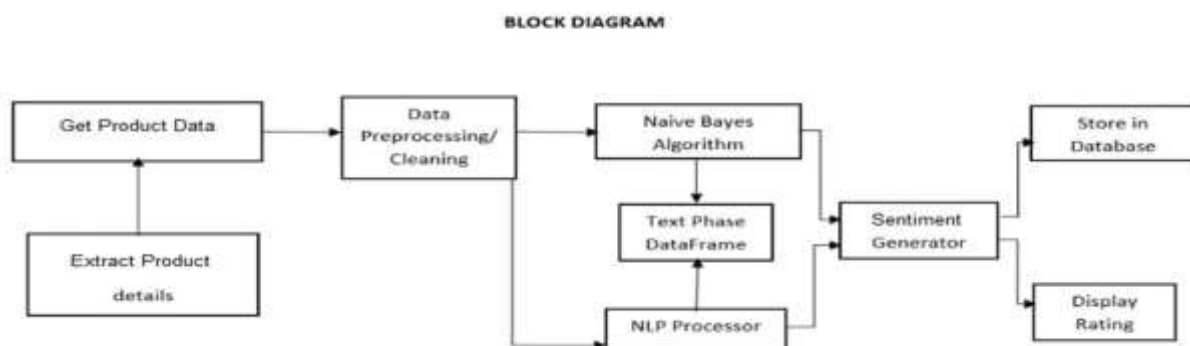 BLOCK DIAGRAM
Get Product Data
Extract Product
details
Data
Preprocessing/
Cleaning
Naive Bayes
Algorithm
Text Phase
DataFrame
NLP Processor
Sentiment
Generator
Store in
Database
Display
Rating